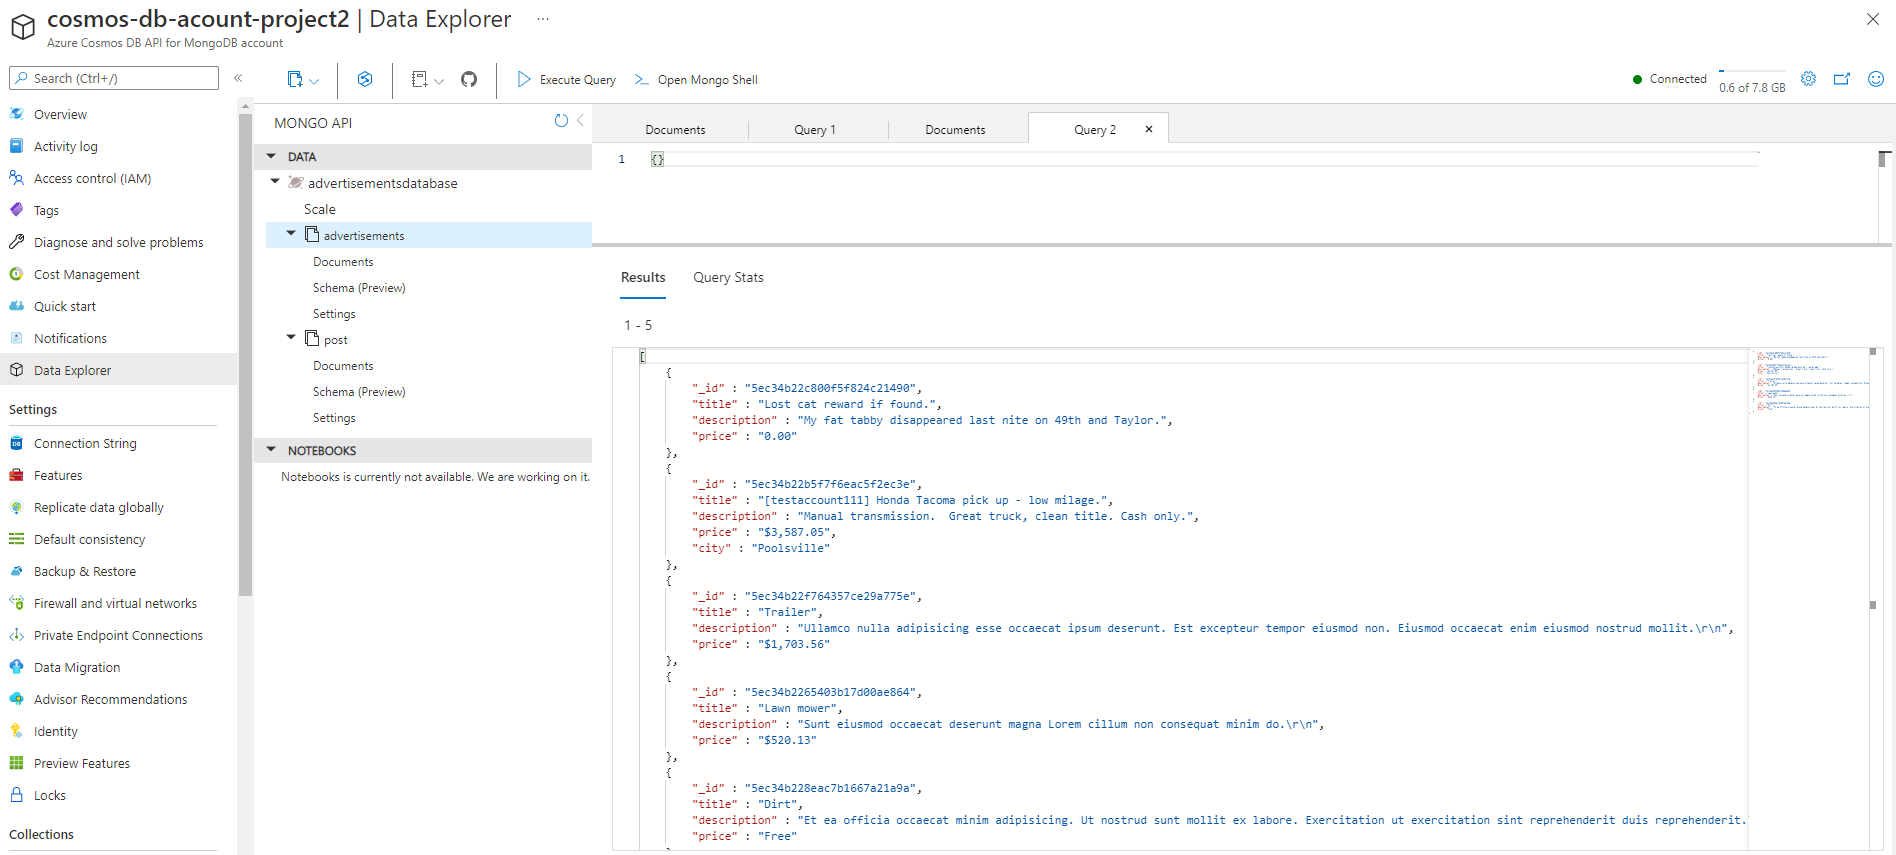 cosmos-db-acount-project2 | Data Explorer ...
Azure Cosmos DB API for MongoDB account
Search (Ctrl+/)
«
Overview
Activity log
Access control (IAM)
Tags
Diagnose and solve problems
Cost Management
Quick start
Notifications
Data Explorer
Settings
Connection String
Features
Replicate data globally
Default consistency
Backup & Restore
Firewall and virtual networks
Private Endpoint Connections
Data Migration
Advisor Recommendations
Identity
Preview Features
Locks
Collections
Execute Query
Open Mongo Shell
Connected
0.6 of 7.8 GB
MONGO API
DATA
advertisementsdatabase
Scale
advertisements
Documents
Schema (Preview)
Settings
post
Documents
Schema (Preview)
Settings
NOTEBOOKS
Notebooks is currently not available. We are working on it.
Documents
Query 1
Documents
Query 2
1 {}
Results
Query Stats
1 - 5
[
{
"_id" : "5ec34b22c800f5f824c21490",
"title" : "Lost cat reward if found.",
"description" : "My fat tabby disappeared last nite on 49th and Taylor.",
"price" : "0.00"
},
{
"_id" : "5ec34b22b5f7f6eac5f2ec3e",
"title" : "[testaccount111] Honda Tacoma pick up - low milage.",
"description" : "Manual transmission.  Great truck, clean title. Cash only.",
"price" : "$3,587.05",
"city" : "Poolsville"
},
{
"_id" : "5ec34b22f764357ce29a775e",
"title" : "Trailer",
"description" : "Ullamco nulla adipisicing esse occaecat ipsum deserunt. Est excepteur tempor eiusmod non. Eiusmod occaecat enim eiusmod nostrud mollit.\r\n",
"price" : "$1,703.56"
},
{
"_id" : "5ec34b2265403b17d00ae864",
"title" : "Lawn mower",
"description" : "Sunt eiusmod occaecat deserunt magna Lorem cillum non consequat minim do.\r\n",
"price" : "$520.13"
},
{
"_id" : "5ec34b228eac7b1667a21a9a",
"title" : "Dirt",
"description" : "Et ea officia occaecat minim adipisicing. Ut nostrud sunt mollit ex labore. Exercitation ut exercitation sint reprehenderit duis reprehenderit.
"price" : "Free"